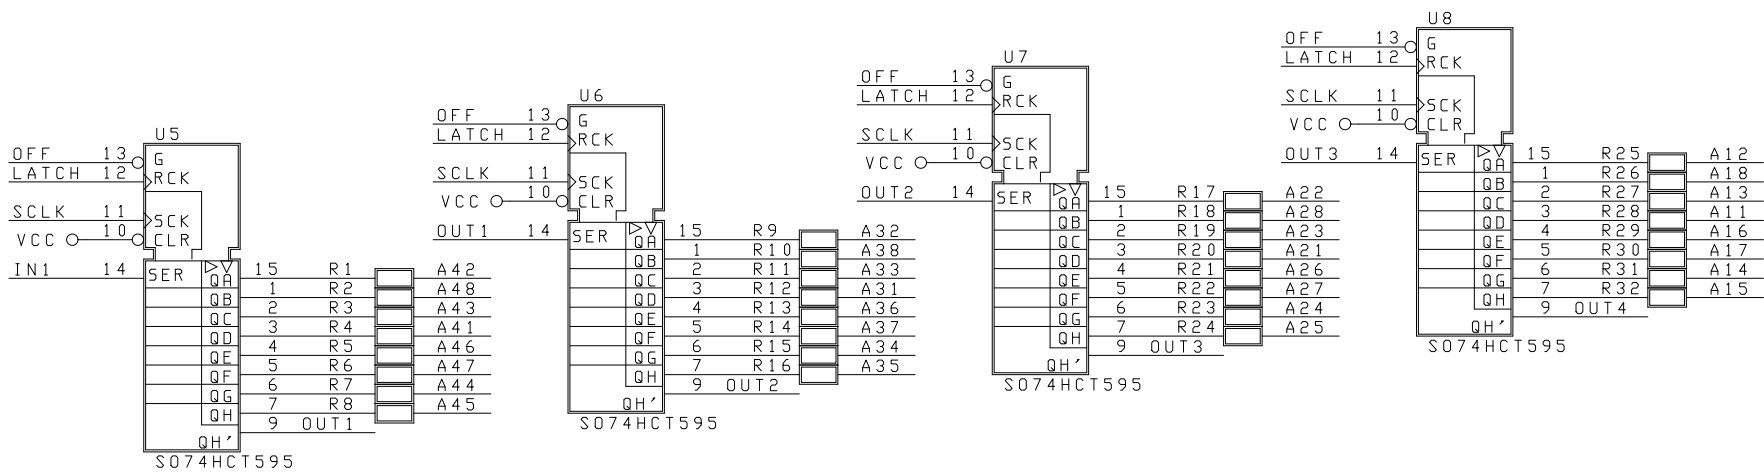 U5
OFF 13 G
LATCH 12 RCK
SCLK 11 SCK
VCC 10 CLR
IN1 14 SER
QA 15 R1 A42
QB 1 R2 A48
QC 2 R3 A43
QD 3 R4 A41
QE 4 R5 A46
QF 5 R6 A47
QG 6 R7 A44
QH 7 R8 A45
QH' 9 OUT1
SO74HCT595
U6
OFF 13 G
LATCH 12 RCK
SCLK 11 SCK
VCC 10 CLR
OUT1 14 SER
QA 15 R9 A32
QB 1 R10 A38
QC 2 R11 A33
QD 3 R12 A31
QE 4 R13 A36
QF 5 R14 A37
QG 6 R15 A34
QH 7 R16 A35
QH' 9 OUT2
SO74HCT595
U7
OFF 13 G
LATCH 12 RCK
SCLK 11 SCK
VCC 10 CLR
OUT2 14 SER
QA 15 R17 A22
QB 1 R18 A28
QC 2 R19 A23
QD 3 R20 A21
QE 4 R21 A26
QF 5 R22 A27
QG 6 R23 A24
QH 7 R24 A25
QH' 9 OUT3
SO74HCT595
U8
OFF 13 G
LATCH 12 RCK
SCLK 11 SCK
VCC 10 CLR
OUT3 14 SER
QA 15 R25 A12
QB 1 R26 A18
QC 2 R27 A13
QD 3 R28 A11
QE 4 R29 A16
QF 5 R30 A17
QG 6 R31 A14
QH 7 R32 A15
QH' 9 OUT4
SO74HCT595